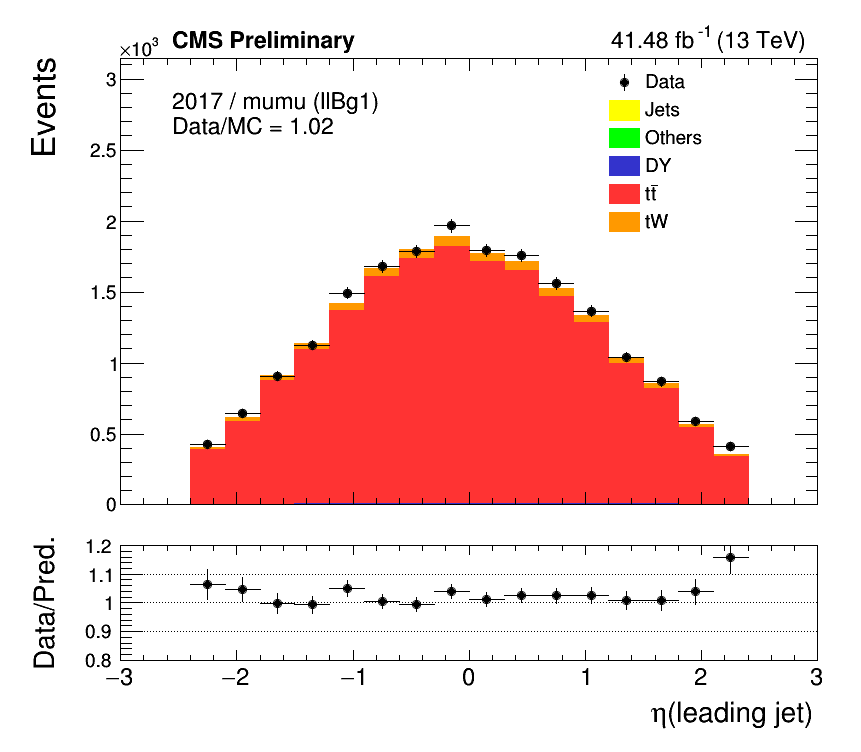 ×10³ CMS Preliminary 41.48 fb⁻¹ (13 TeV)
Events
2017 / mumu (llBg1)
Data/MC = 1.02
Data
Jets
Others
DY
tt̄
tW
3
2.5
2
1.5
1
0.5
0
Data/Pred.
1.2
1.1
1
0.9
0.8
−3 −2 −1 0 1 2 3
η(leading jet)